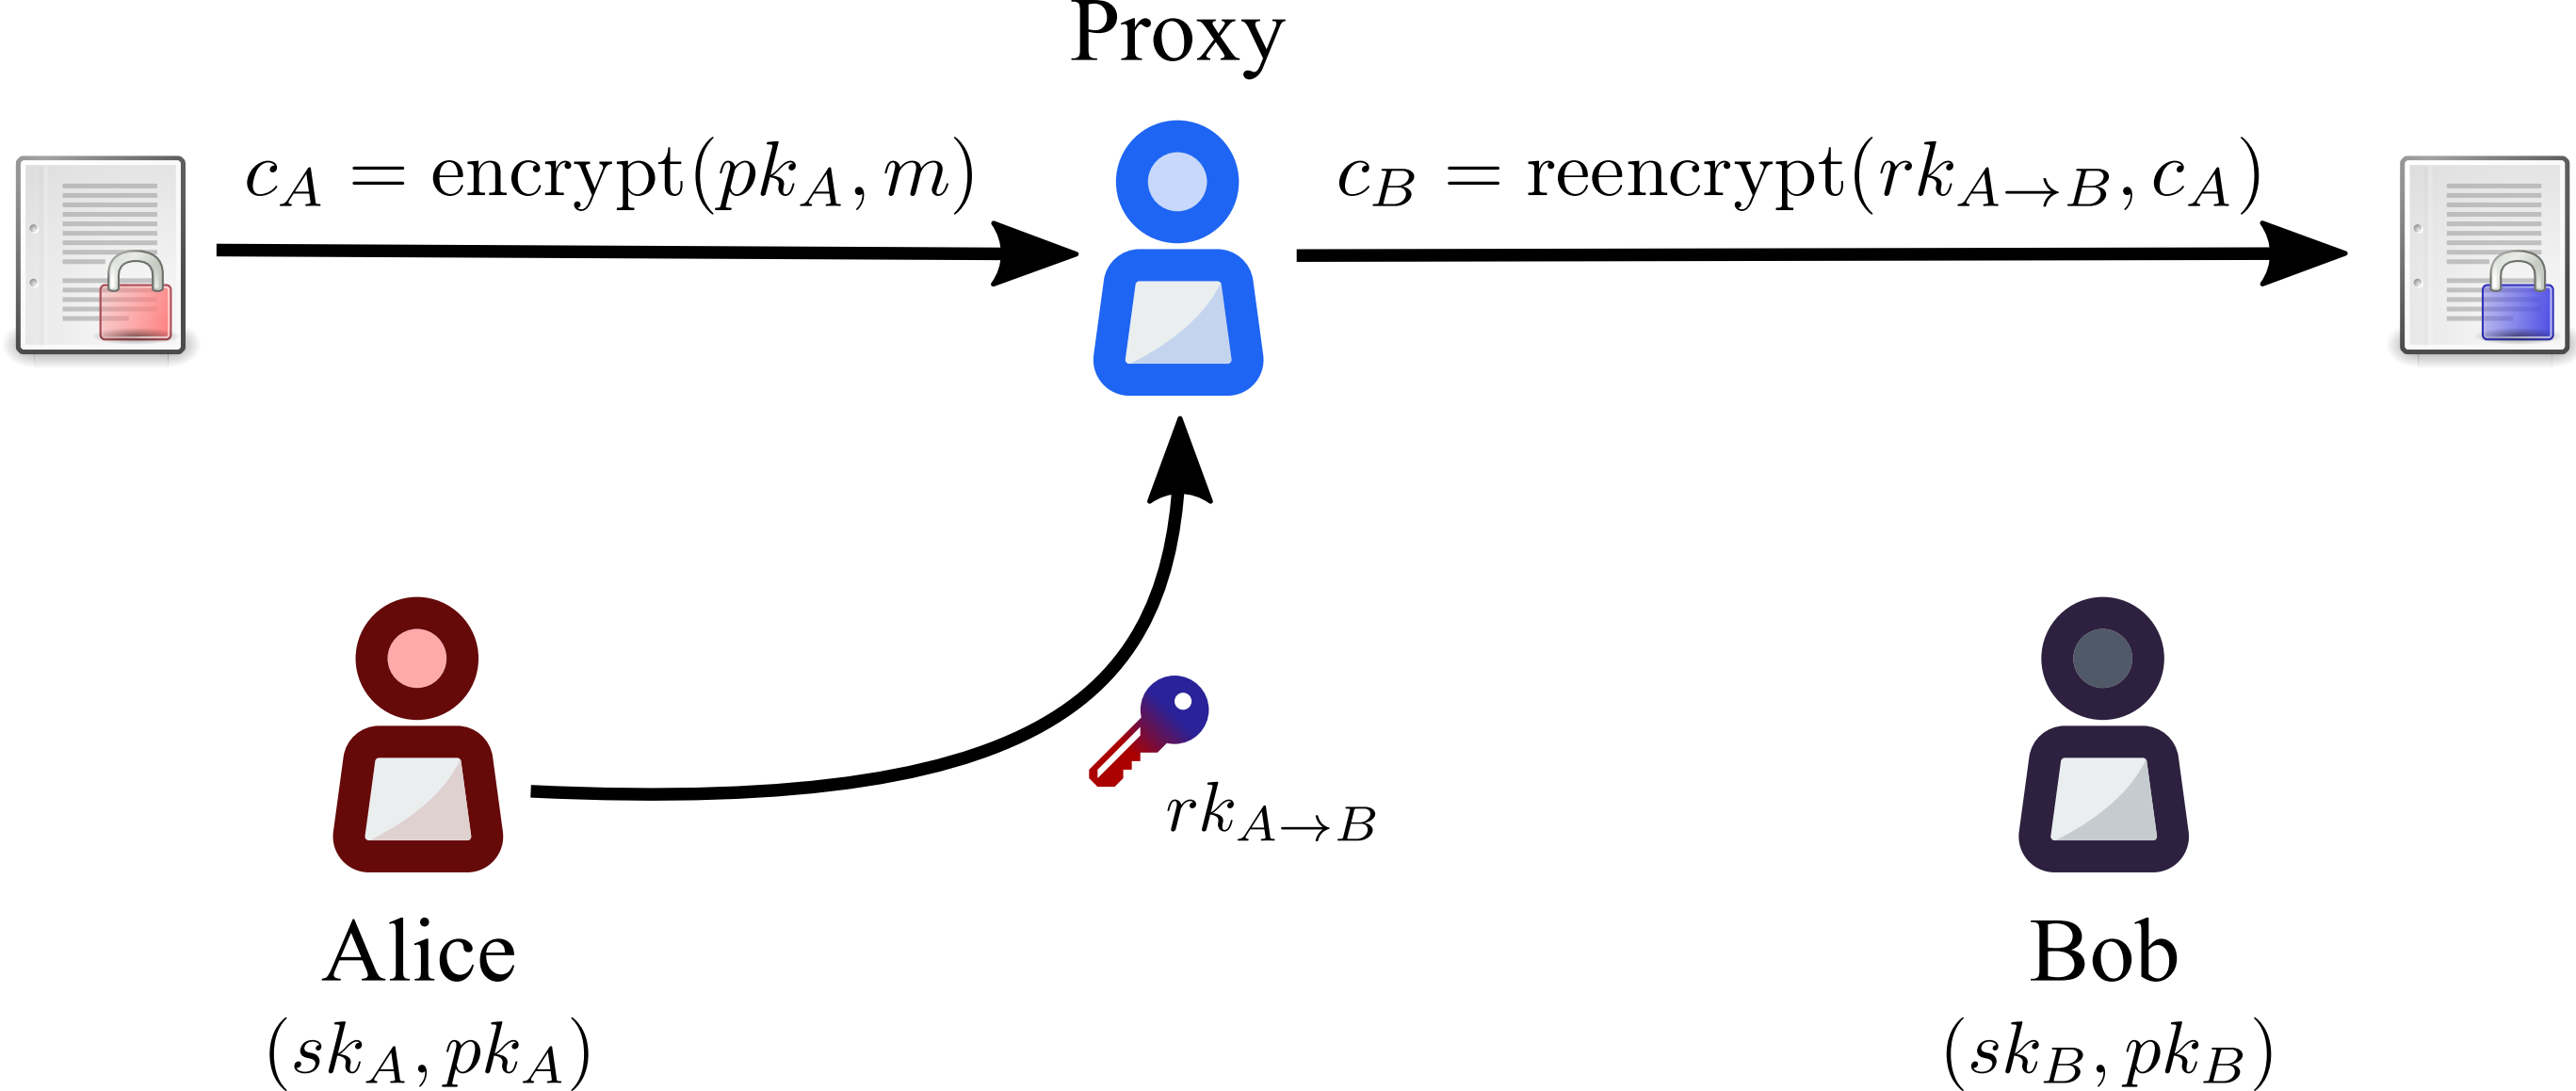 Proxy
c_A = encrypt(pk_A, m)
c_B = reencrypt(rk_{A→B}, c_A)
rk_{A→B}
Alice
(sk_A, pk_A)
Bob
(sk_B, pk_B)